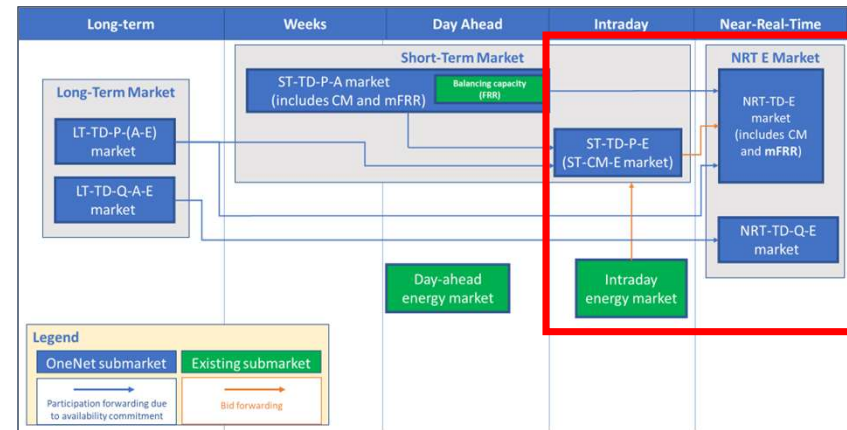 Long-term
Weeks
Day Ahead
Intraday
Near-Real-Time
Short-Term Market
NRT E Market
Long-Term Market
ST-TD-P-A market
(includes CM and mFRR)
Balancing capacity
(FRR)
NRT-TD-E
market
(includes CM
and mFRR)
LT-TD-P-(A-E)
market
ST-TD-P-E
(ST-CM-E market)
LT-TD-Q-A-E
market
NRT-TD-Q-E
market
Day-ahead
energy market
Intraday
energy market
Legend
OneNet submarket
Existing submarket
Participation forwarding due
to availability commitment
Bid forwarding